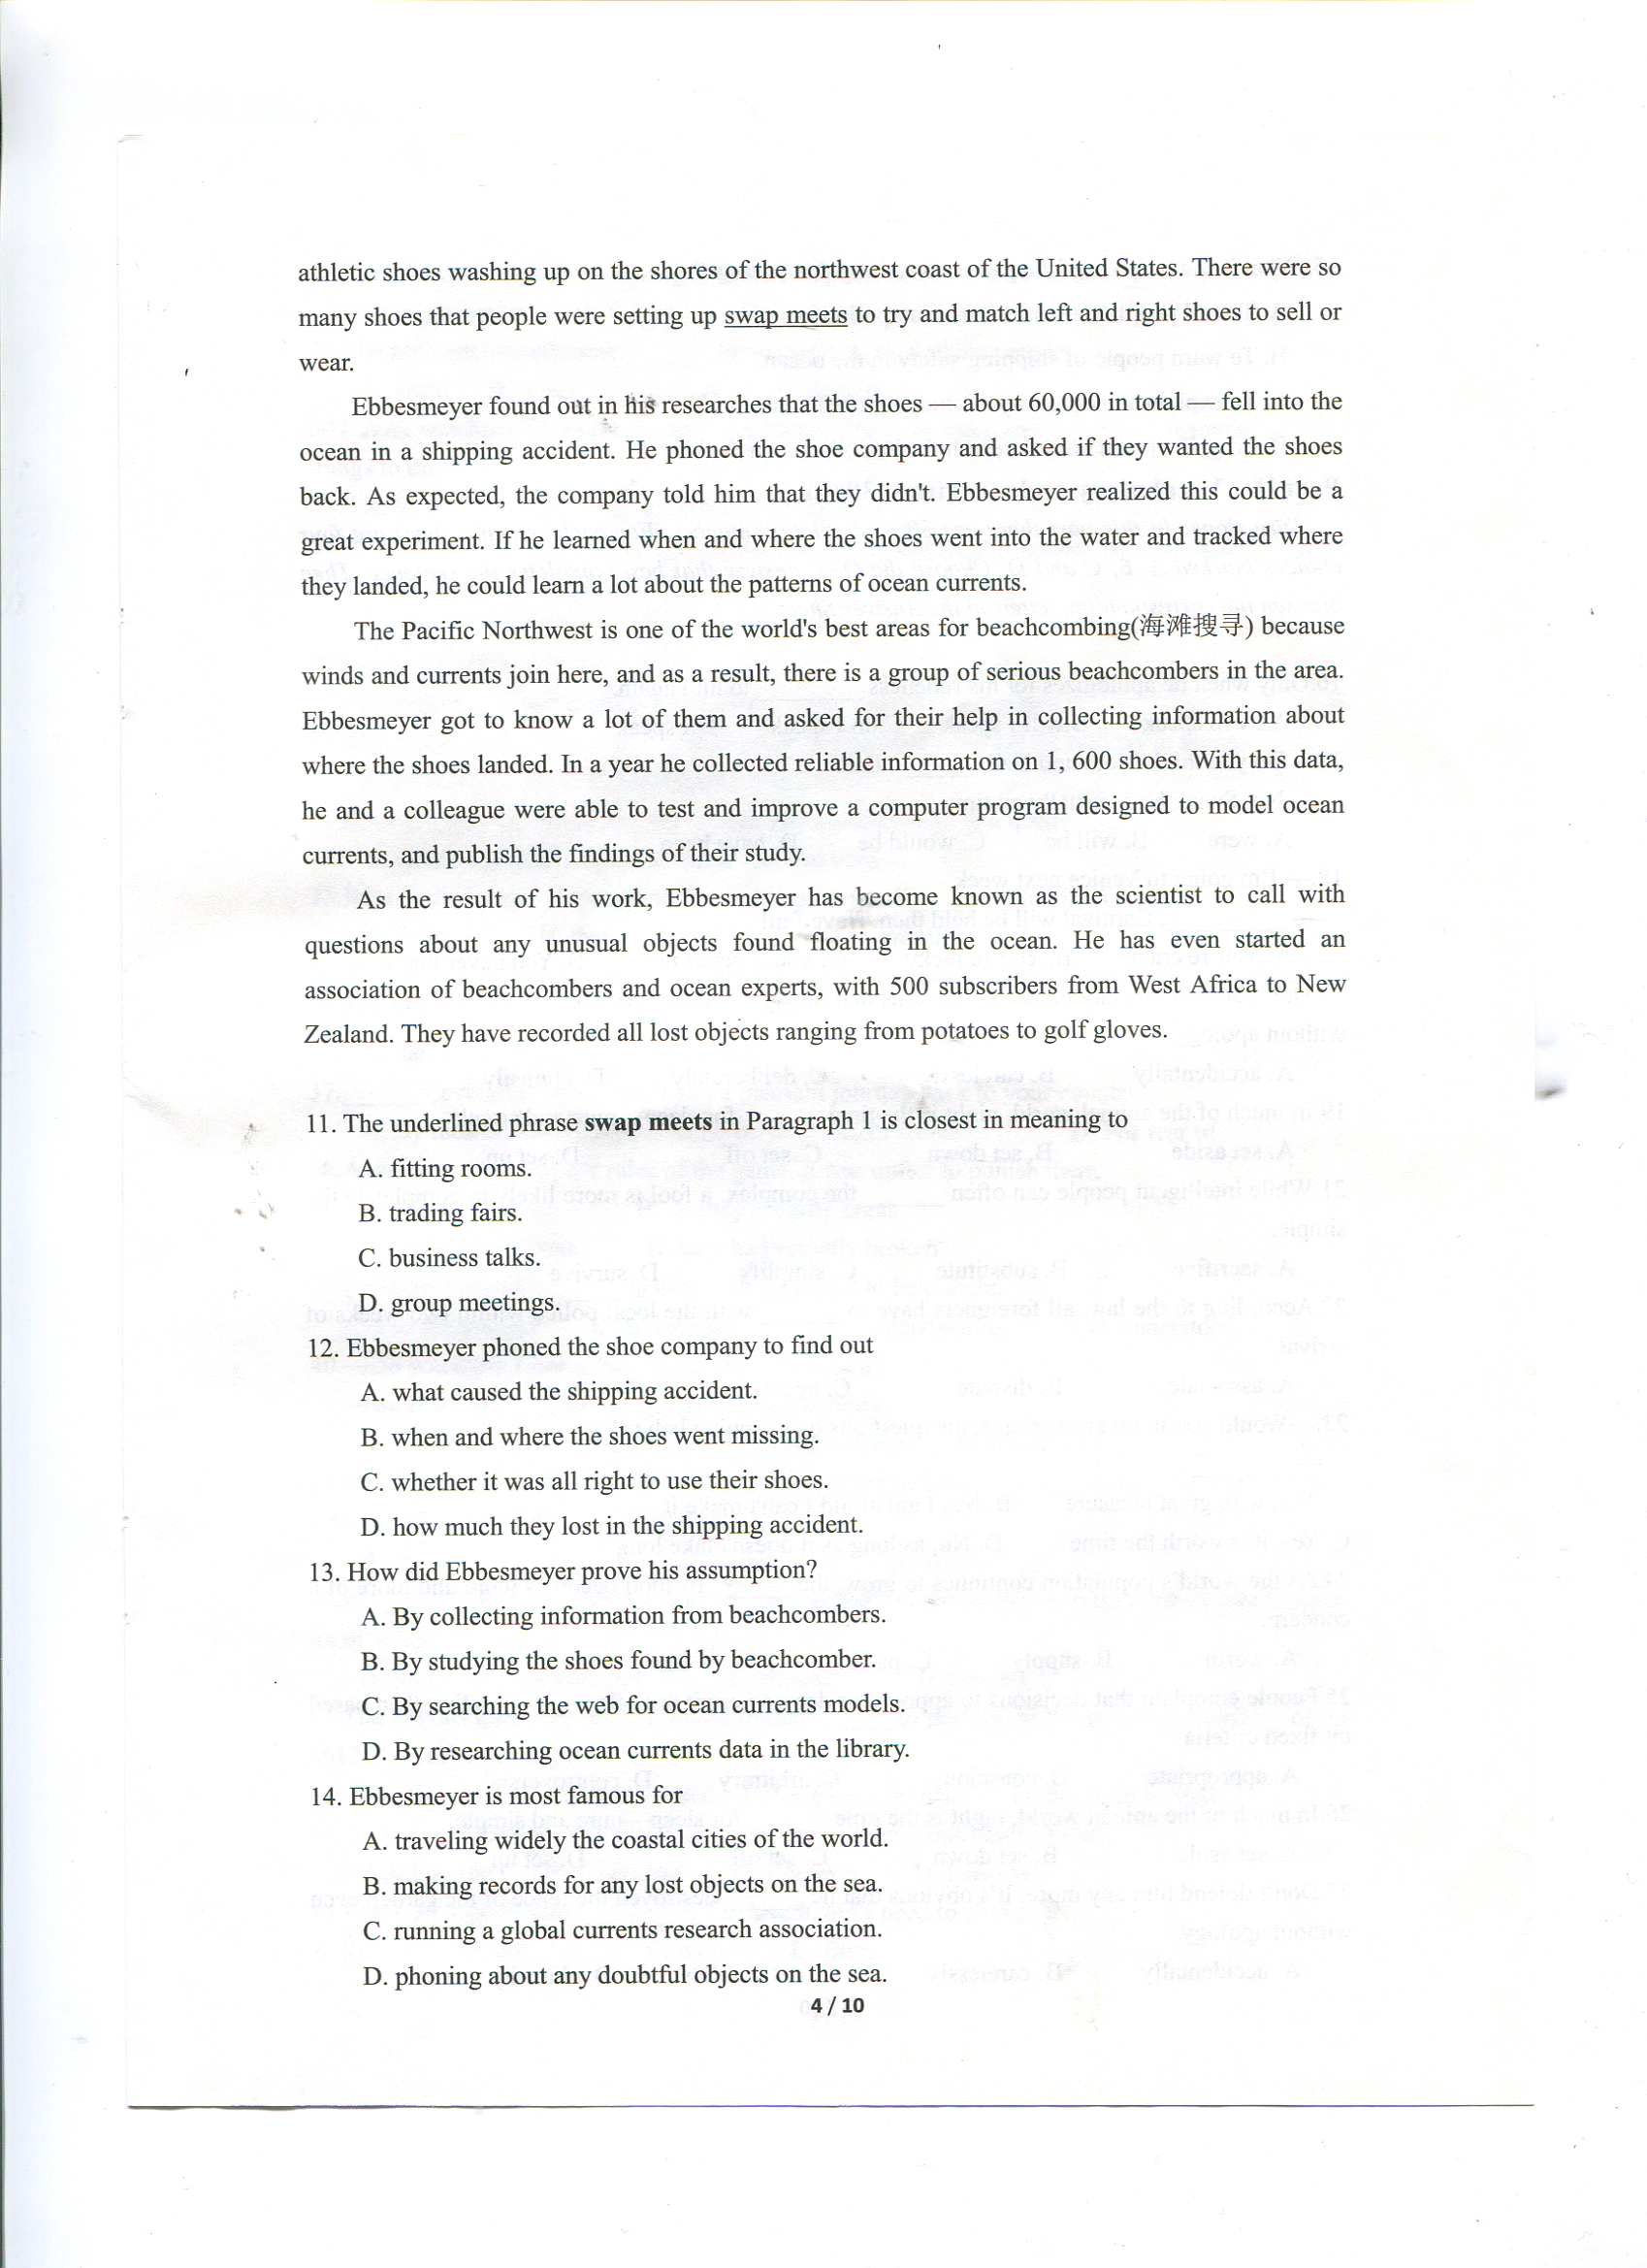 athletic shoes washing up on the shores of the northwest coast of the United States. There were so
many shoes that people were setting up swap meets to try and match left and right shoes to sell or
wear.
Ebbesmeyer found out in his researches that the shoes — about 60,000 in total — fell into the
ocean in a shipping accident. He phoned the shoe company and asked if they wanted the shoes
back. As expected, the company told him that they didn't. Ebbesmeyer realized this could be a
great experiment. If he learned when and where the shoes went into the water and tracked where
they landed, he could learn a lot about the patterns of ocean currents.
The Pacific Northwest is one of the world's best areas for beachcombing(海滩搜寻) because
winds and currents join here, and as a result, there is a group of serious beachcombers in the area.
Ebbesmeyer got to know a lot of them and asked for their help in collecting information about
where the shoes landed. In a year he collected reliable information on 1, 600 shoes. With this data,
he and a colleague were able to test and improve a computer program designed to model ocean
currents, and publish the findings of their study.
As the result of his work, Ebbesmeyer has become known as the scientist to call with
questions about any unusual objects found floating in the ocean. He has even started an
association of beachcombers and ocean experts, with 500 subscribers from West Africa to New
Zealand. They have recorded all lost objects ranging from potatoes to golf gloves.
11. The underlined phrase swap meets in Paragraph 1 is closest in meaning to
A. fitting rooms.
B. trading fairs.
C. business talks.
D. group meetings.
12. Ebbesmeyer phoned the shoe company to find out
A. what caused the shipping accident.
B. when and where the shoes went missing.
C. whether it was all right to use their shoes.
D. how much they lost in the shipping accident.
13. How did Ebbesmeyer prove his assumption?
A. By collecting information from beachcombers.
B. By studying the shoes found by beachcomber.
C. By searching the web for ocean currents models.
D. By researching ocean currents data in the library.
14. Ebbesmeyer is most famous for
A. traveling widely the coastal cities of the world.
B. making records for any lost objects on the sea.
C. running a global currents research association.
D. phoning about any doubtful objects on the sea.
4 / 10